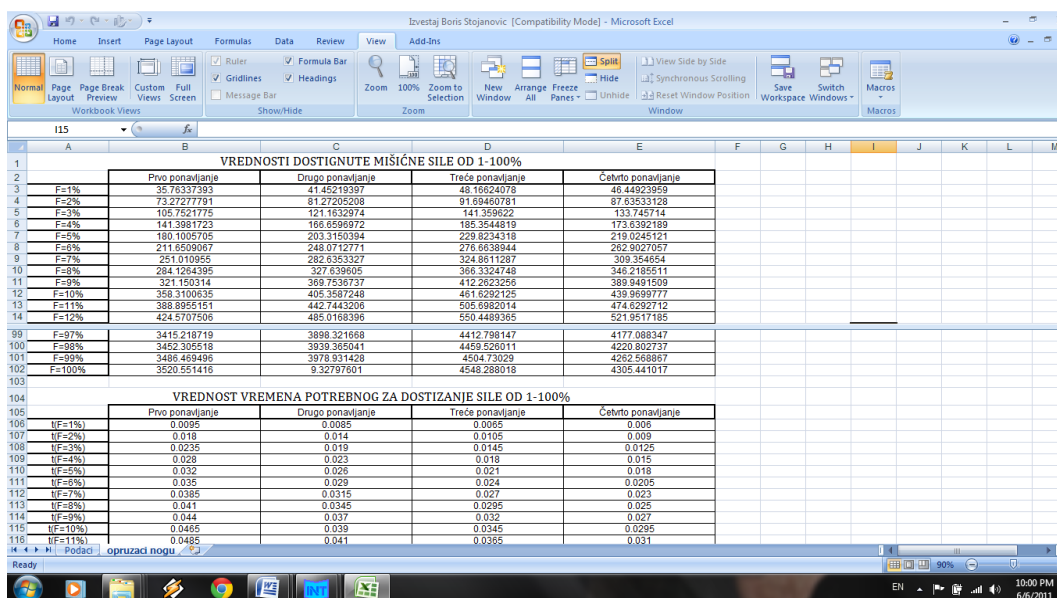 Izvestaj Boris Stojanovic [Compatibility Mode] - Microsoft Excel
Home Insert Page Layout Formulas Data Review View Add-Ins
Normal Page Layout Page Break Preview Custom Views Full Screen
Workbook Views
Ruler Formula Bar
Gridlines Headings
Message Bar
Show/Hide
Zoom 100% Zoom to Selection
Zoom
New Window Arrange All Freeze Panes
Split
Hide
Unhide
View Side by Side
Synchronous Scrolling
Reset Window Position
Window
Save Workspace Switch Windows
Macros
Macros
I15 fx
A B C D E F G H I J K L M
1 VREDNOSTI DOSTIGNUTE MIŠIĆNE SILE OD 1-100%
2 Prvo ponavljanje Drugo ponavljanje Treće ponavljanje Četvrto ponavljanje
3 F=1% 35.76337393 41.45219397 48.16624078 46.44923959
4 F=2% 73.27277791 81.27205208 91.69460781 87.63533128
5 F=3% 105.7521775 121.1632974 141.359622 133.745714
6 F=4% 141.3981723 166.6596972 185.3544819 173.6392189
7 F=5% 180.1005705 203.3150394 229.8234318 219.0245121
8 F=6% 211.6509067 248.0712771 276.6638944 262.9027057
9 F=7% 251.010955 282.6353327 324.8611287 309.354654
10 F=8% 284.1264395 327.639605 366.3324748 346.2185511
11 F=9% 321.150314 369.7536737 412.2623256 389.9491509
12 F=10% 358.3100635 405.3587248 461.6292125 439.9699777
13 F=11% 388.8955151 442.7443206 505.6982014 474.6292712
14 F=12% 424.5707506 485.0168396 550.4489365 521.9517185
99 F=97% 3415.218719 3898.321668 4412.798147 4177.088347
100 F=98% 3452.305518 3939.365041 4459.526011 4220.802737
101 F=99% 3486.469496 3978.931428 4504.73029 4262.568867
102 F=100% 3520.551416 9.32797601 4548.288018 4305.441017
103
104 VREDNOST VREMENA POTREBNOG ZA DOSTIZANJE SILE OD 1-100%
105 Prvo ponavljanje Drugo ponavljanje Treće ponavljanje Četvrto ponavljanje
106 t(F=1%) 0.0095 0.0085 0.0065 0.006
107 t(F=2%) 0.018 0.014 0.0105 0.009
108 t(F=3%) 0.0235 0.019 0.0145 0.0125
109 t(F=4%) 0.028 0.023 0.018 0.015
110 t(F=5%) 0.032 0.026 0.021 0.018
111 t(F=6%) 0.035 0.029 0.024 0.0205
112 t(F=7%) 0.0385 0.0315 0.027 0.023
113 t(F=8%) 0.041 0.0345 0.0295 0.025
114 t(F=9%) 0.044 0.037 0.032 0.027
115 t(F=10%) 0.0465 0.039 0.0345 0.0295
116 t(F=11%) 0.0485 0.041 0.0365 0.031
Podaci opruzaci nogu
Ready 90%
INT
EN 10:00 PM
6/6/2011